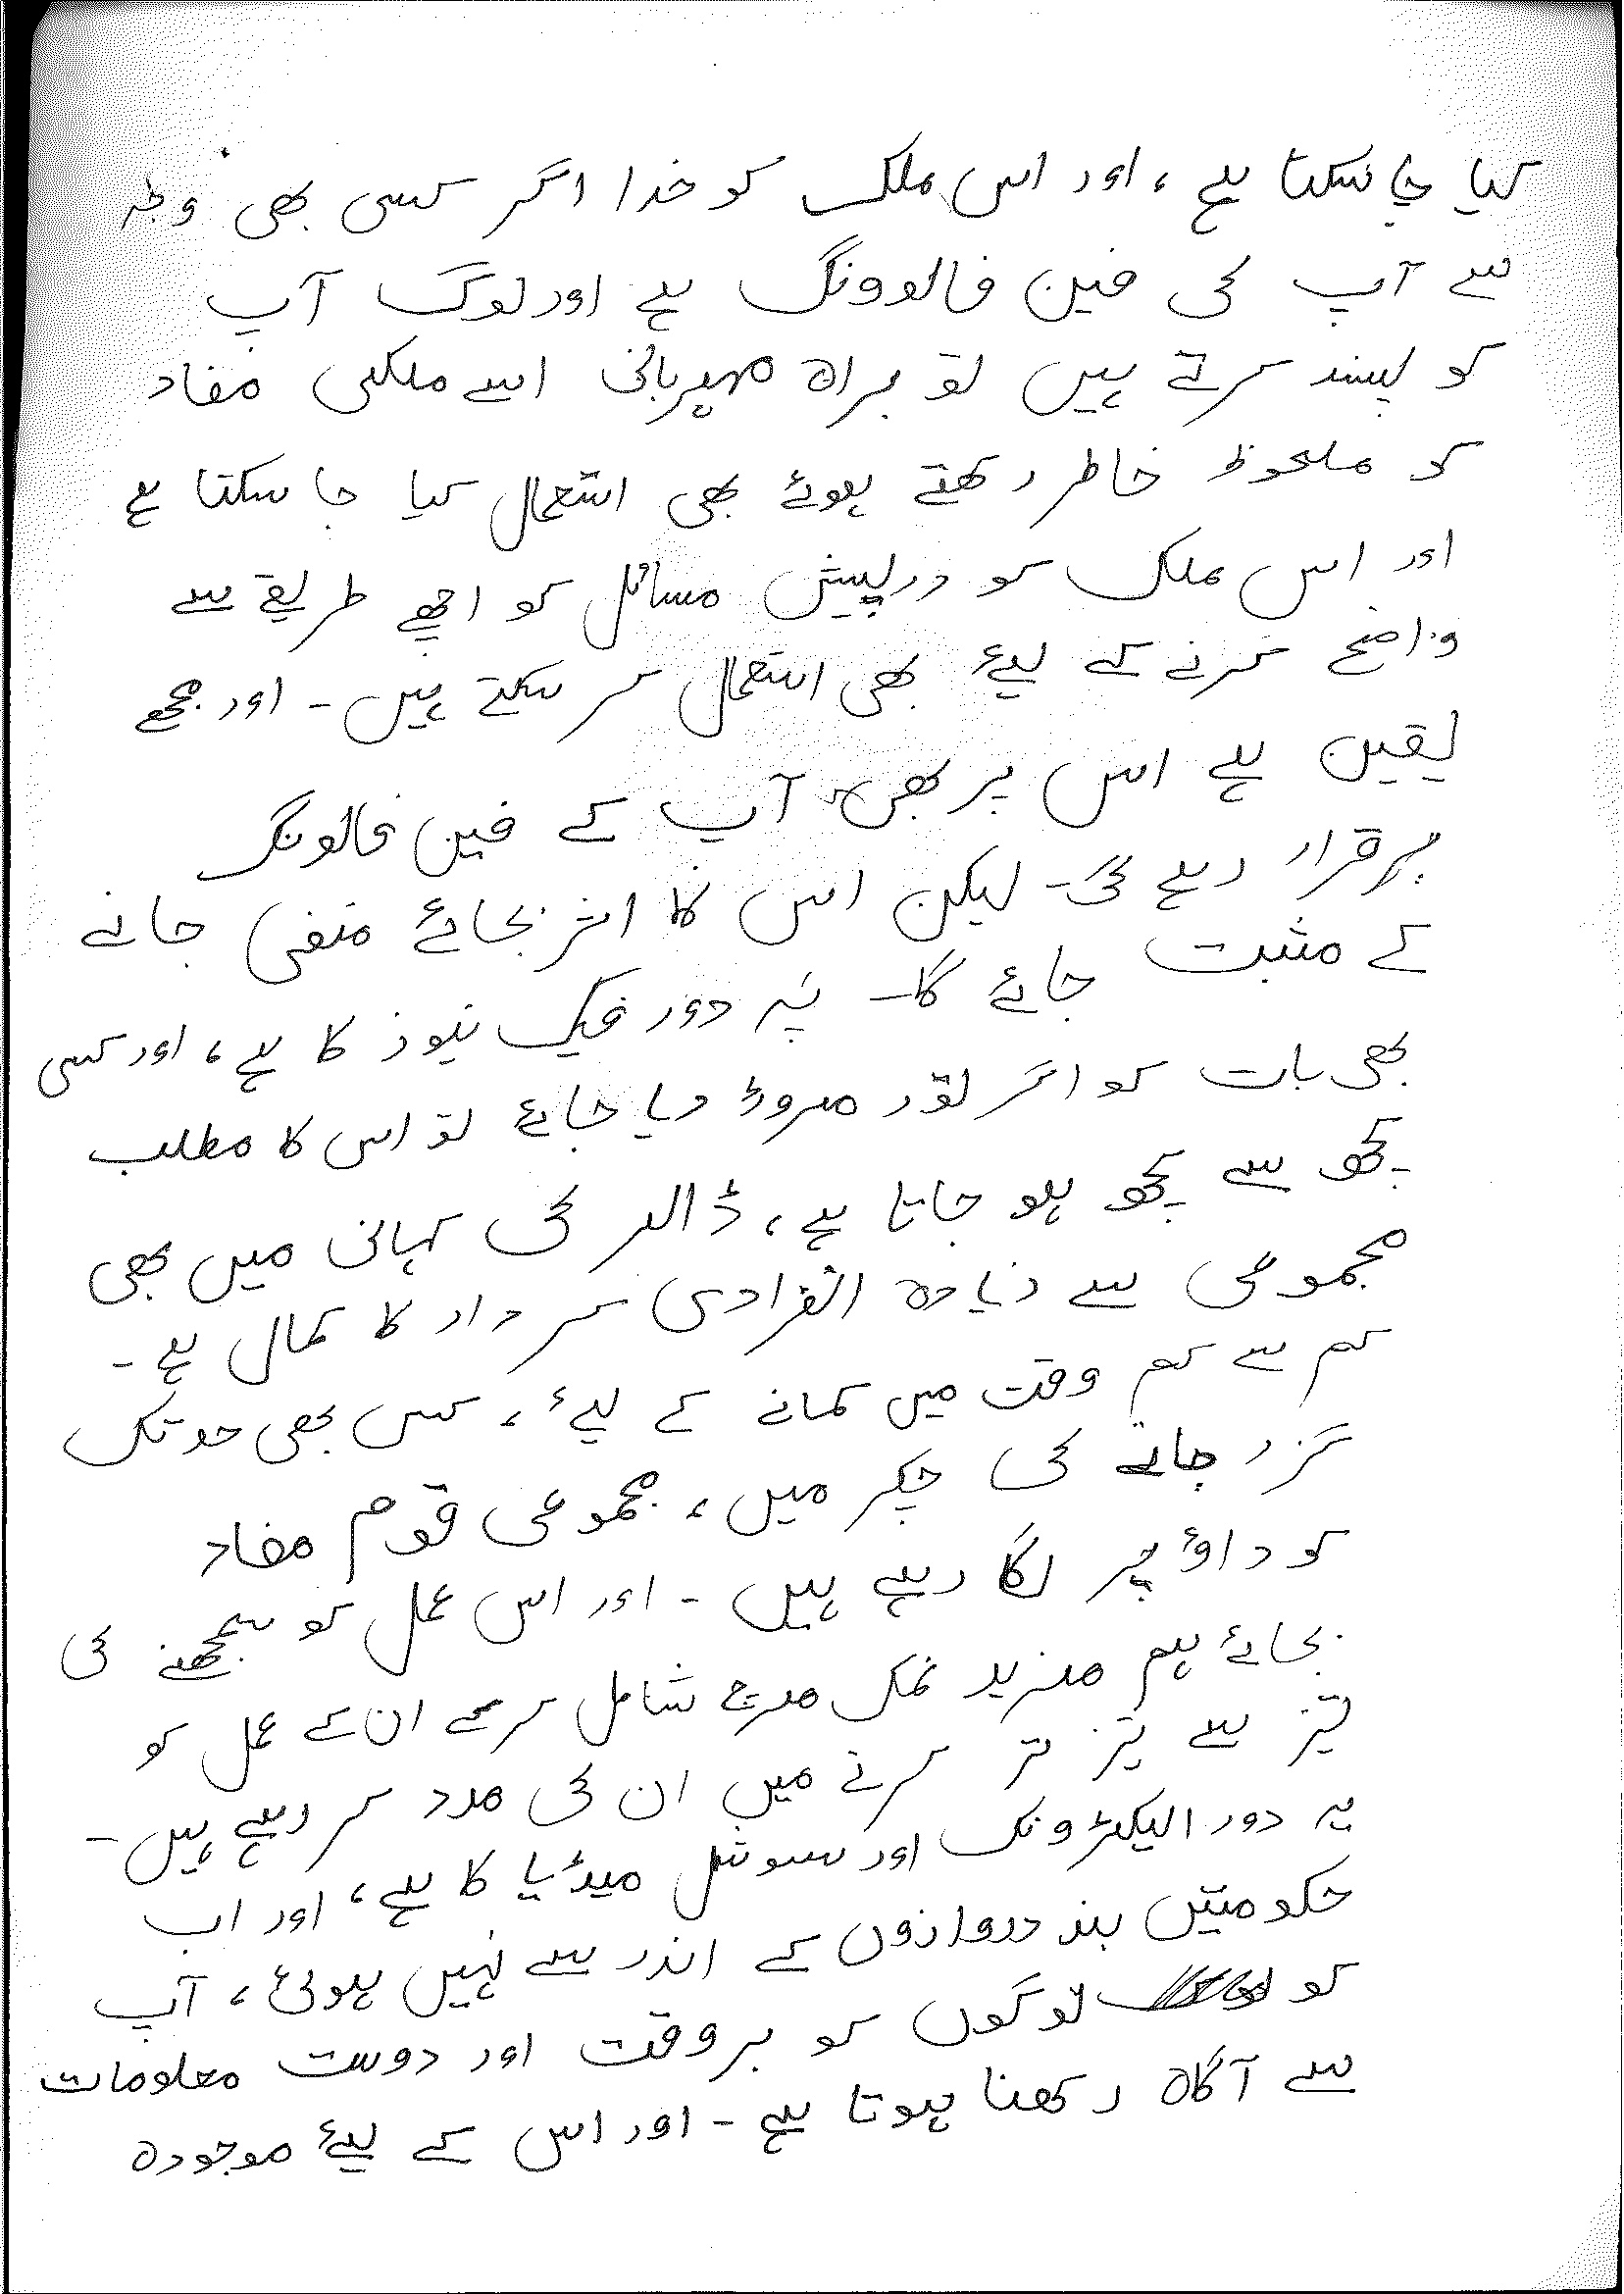 کیا جا سکتا ہے ، اور اس ملک کو خدا اگر کسی بھی وجہ
سے آپ کی فین فالوونگ ہے اور لوگ آپ
کو پسند کرتے ہیں تو براہ مہربانی اسے ملکی مفاد
کو ملحوظ خاطر رکھتے ہوئے بھی استعمال کیا جا سکتا ہے
اور اس ملک کو درپیش مسائل کو اچھے طریقے سے
واضح کرنے کے لیئے بھی استعمال کر سکتے ہیں ۔ اور مجھے
یقین ہے اس پر بھی آپ کے فین فالونگ
برقرار رہے گی ۔ لیکن اس کا اثر بجائے منفی جانے
کے مثبت جائے گا ۔ یہ دور فیک نیوز کا ہے ، اور کسی
بھی بات کو اگر توڑ مروڑ دیا جائے تو اس کا مطلب
کچھ سے کچھ ہو جاتا ہے ، ڈالر کی کہانی میں بھی
مجموعی سے زیادہ انفرادی کردار کا کمال ہے ۔
کم سے کم وقت میں کمانے کے لیئے ، کسی بھی حد تک
گزر جانے کی چکر میں ، مجموعی قوم مفاد
کو داؤ پر لگا رہے ہیں ۔ اور اس عمل کو سمجھنے کی
بجائے ہم مزید نمک مرچ شامل کر کے ان کے عمل کو
تیز سے تیز تر کرنے میں ان کی مدد کر رہے ہیں ۔
یہ دور الیکٹرونک اور سوشل میڈیا کا ہے ، اور اب
حکومتیں بند دروازوں کے اندر سے نہیں ہوتی ، آپ
کو لوگوں کو بروقت اور درست معلومات
سے آگاہ رکھنا ہوتا ہے ۔ اور اس کے لیئے موجودہ